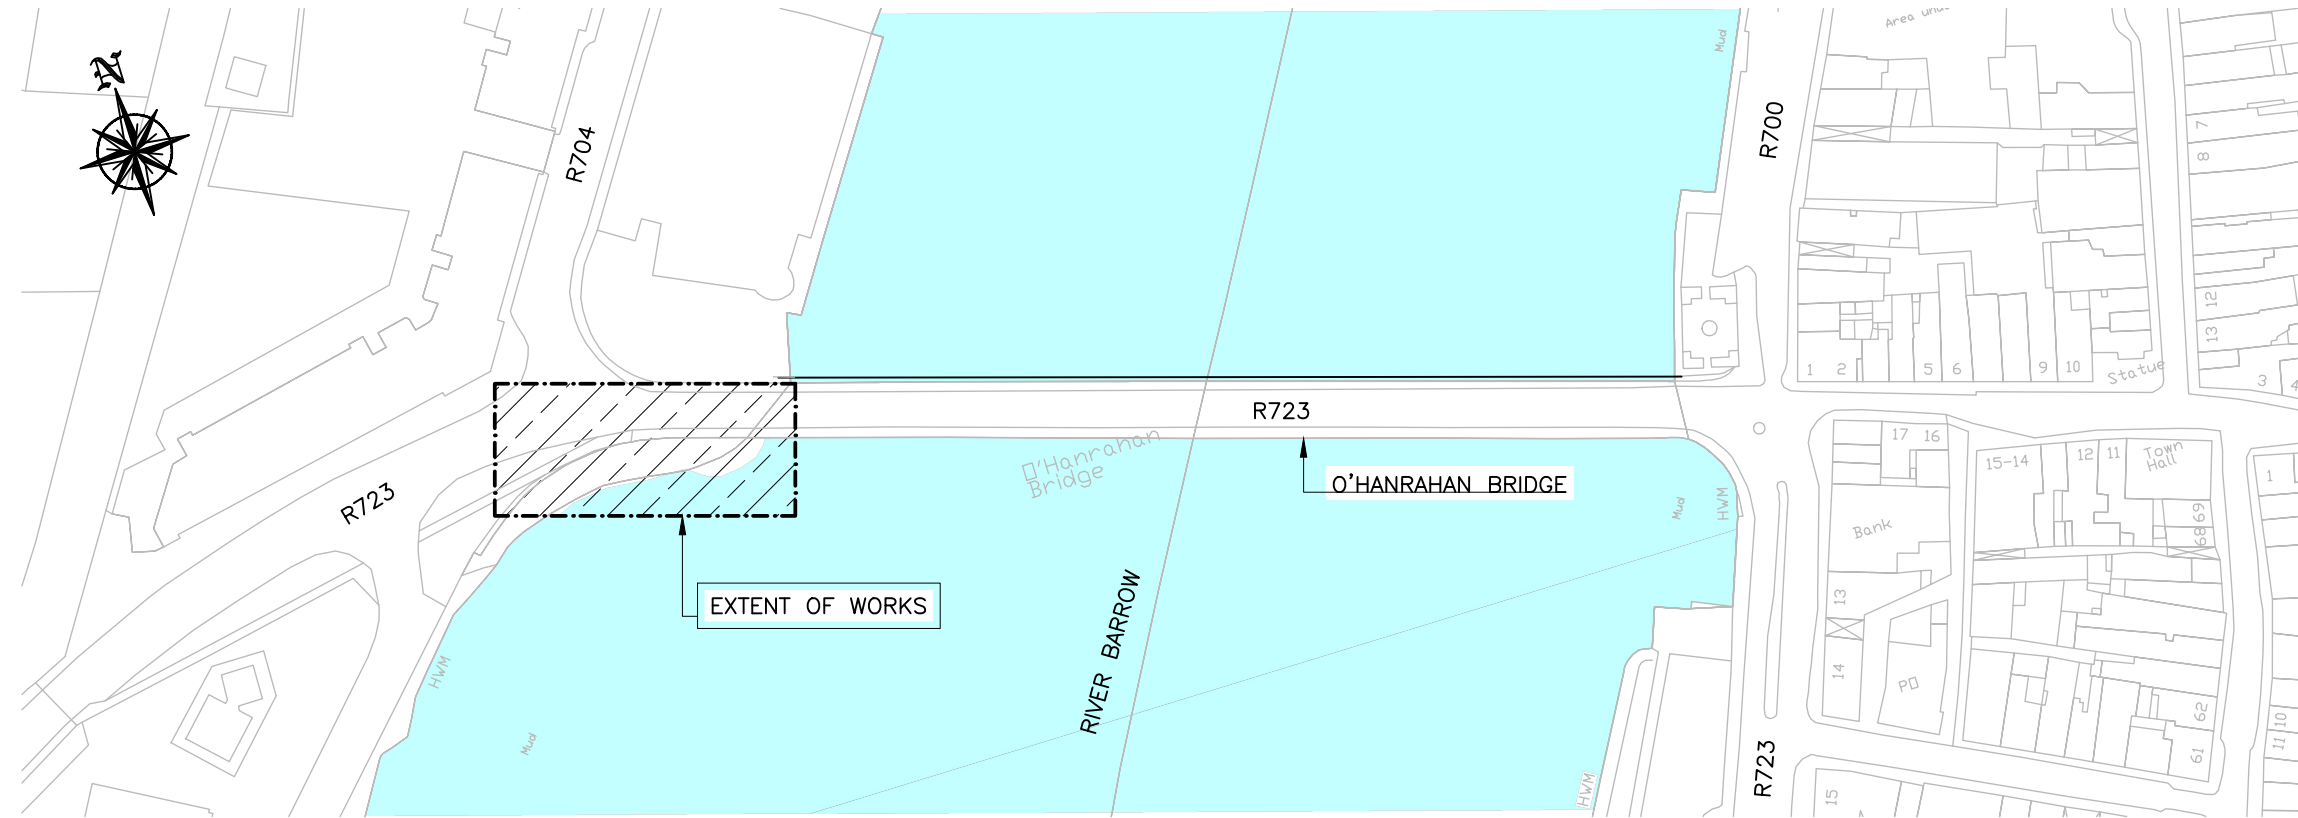 N
Area und
Mud
R704
R700
7
8
12
13
1
2
5
6
9
10
Statue
3
4
R723
O'Hanrahan
Bridge
O'HANRAHAN BRIDGE
17
16
15-14
12
11
Town
Hall
1
R723
Mud
HWM
Bank
69
68
EXTENT OF WORKS
RIVER BARROW
13
14
PO
HWM
Mud
62
61
10
11
R723
HWM
15